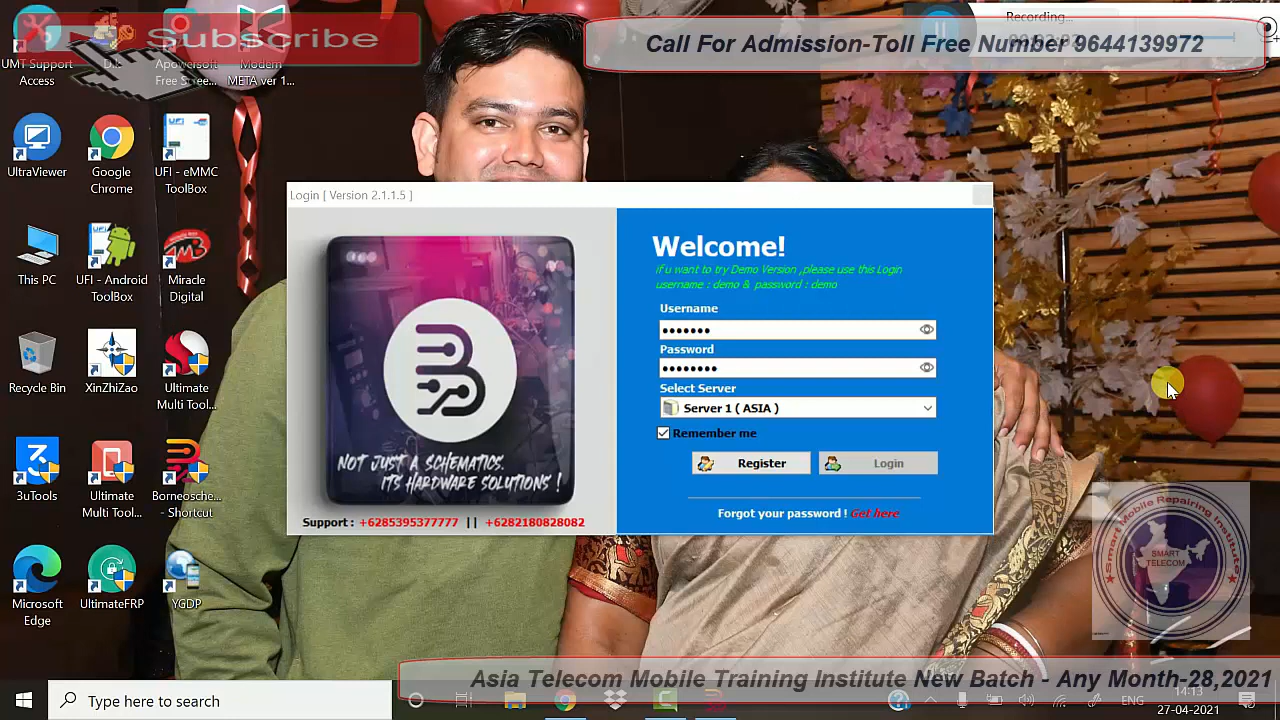 Subscribe
Recording...
Call For Admission-Toll Free Number 9644139972
UMT Support
Access
Apowersoft
Free Scree...
Modem
META ver 1...
UltraViewer
Google
Chrome
UFI - eMMC
ToolBox
This PC
UFI - Android
ToolBox
Miracle
Digital
Recycle Bin
XinZhiZao
Ultimate
Multi Tool...
3uTools
Ultimate
Multi Tool...
Borneosche...
- Shortcut
Microsoft
Edge
UltimateFRP
YGDP
Login [ Version 2.1.1.5 ]
NOT JUST A SCHEMATICS.
ITS HARDWARE SOLUTIONS !
Support : +6285395377777 || +6282180828082
Welcome!
if u want to try Demo Version ,please use this Login
username : demo & password : demo
Username
Password
Select Server
Server 1 ( ASIA )
Remember me
Register
Login
Forgot your password ! Get here
Smart Mobile Repairing Institute
SMART
TELECOM
Asia Telecom Mobile Training Institute New Batch - Any Month-28,2021
Type here to search
ENG
14:13
27-04-2021